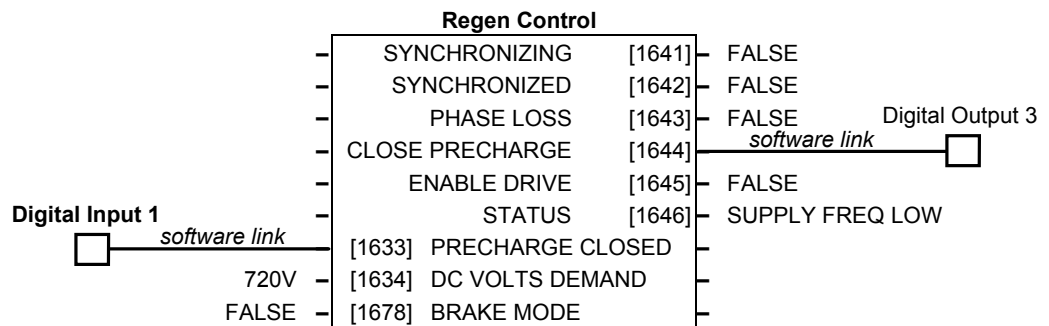 Regen Control
SYNCHRONIZING [1641] FALSE
SYNCHRONIZED [1642] FALSE
PHASE LOSS [1643] FALSE Digital Output 3
CLOSE PRECHARGE [1644] software link
ENABLE DRIVE [1645] FALSE
Digital Input 1 STATUS [1646] SUPPLY FREQ LOW
software link [1633] PRECHARGE CLOSED
720V [1634] DC VOLTS DEMAND
FALSE [1678] BRAKE MODE